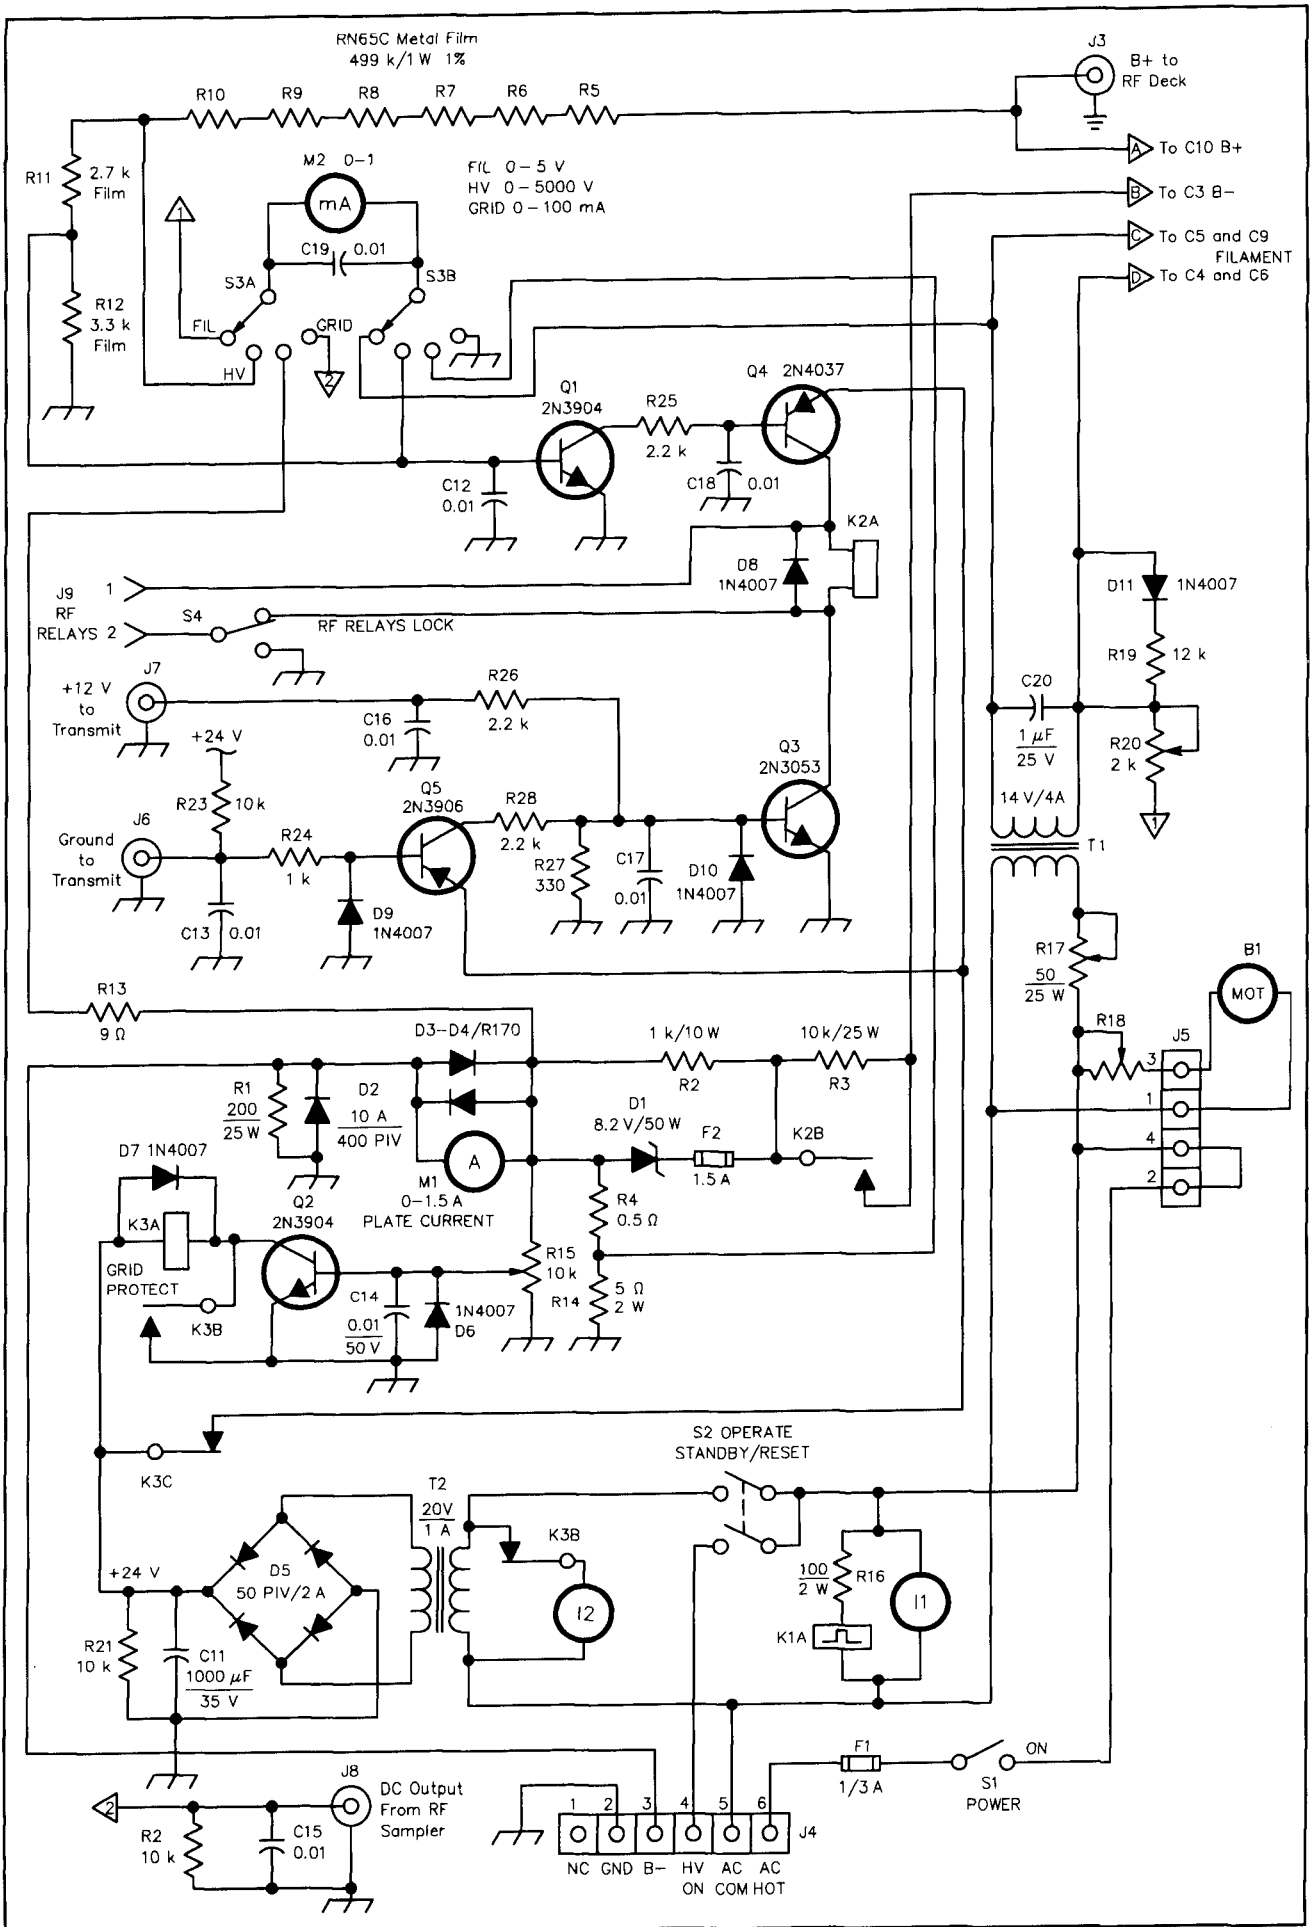 RN65C Metal Film
499 k/1 W 1%
J3
B+ to
RF Deck
R10
R9
R8
R7
R6
R5
A To C10 B+
R11
2.7 k
Film
M2 0-1
mA
FIL 0-5 V
HV 0-5000 V
GRID 0-100 mA
B To C3 B-
1
C19 0.01
C To C5 and C9
FILAMENT
D To C4 and C6
S3A
S3B
R12
3.3 k
Film
FIL
GRID
HV
2
Q4 2N4037
Q1
2N3904
R25
2.2 k
C12
0.01
C18 0.01
K2A
J9
RF
RELAYS
1
2
D8
1N4007
D11 1N4007
S4
RF RELAYS LOCK
R19 12 k
J7
+12 V
to
Transmit
R26
2.2 k
C16
0.01
C20
1 µF
25 V
R20
2 k
+24 V
R23 10k
Q3
2N3053
14 V/4A
1
T1
J6
Ground
to
Transmit
R24
1 k
Q5
2N3906
R28
2.2 k
R27
330
C17
0.01
D10
1N4007
C13 0.01
D9
1N4007
R17
50
25 W
B1
MOT
R13
9 Ω
D3-D4/R170
1 k/10 W
R2
10k/25 W
R3
R18
J5
3
1
4
2
R1
200
25 W
D2
10 A
400 PIV
D1
8.2 V/50 W
F2
1.5 A
K2B
D7 1N4007
A
M1
0-1.5 A
PLATE CURRENT
R4
0.5 Ω
K3A
Q2
2N3904
GRID
PROTECT
R15
10k
R14
5 Ω
2 W
K3B
C14
0.01
50 V
1N4007
D6
K3C
S2 OPERATE
STANDBY/RESET
T2
20V
1 A
K3B
+24 V
D5
50 PIV/2 A
I2
100
2 W
R16
I1
K1A
R21
10 k
C11
1000 µF
35 V
F1
1/3 A
ON
S1
POWER
J8
DC Output
From RF
Sampler
2
R2
10 k
C15
0.01
1 2 3 4 5 6
J4
NC GND B- HV AC AC
ON COM HOT